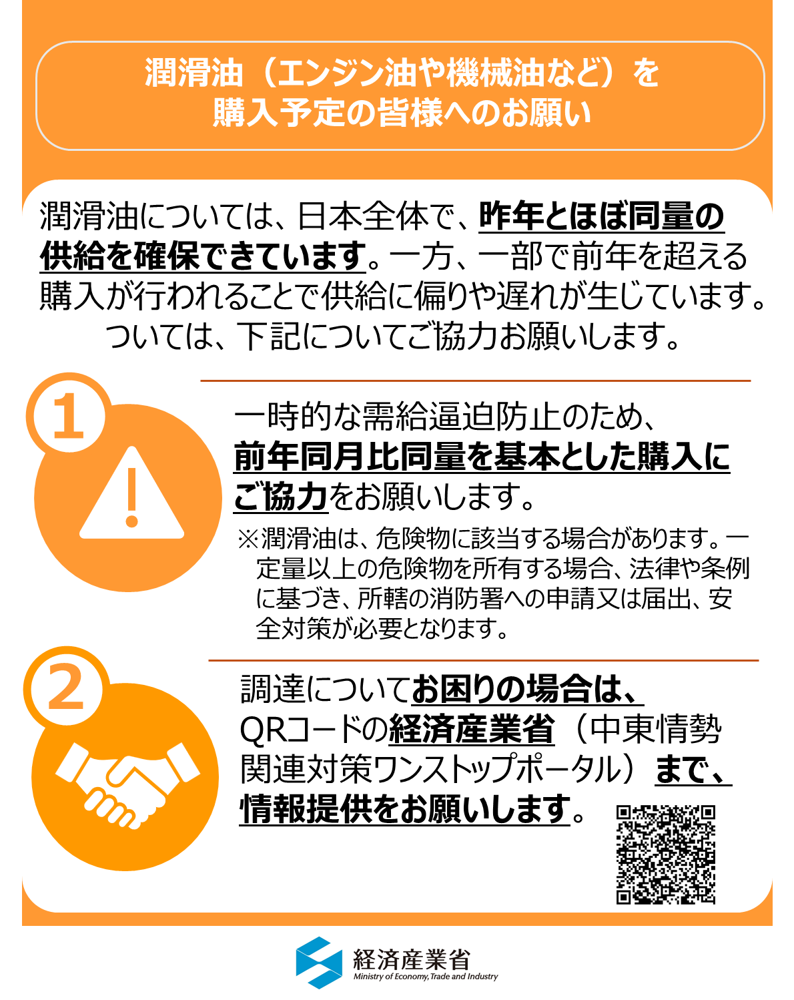 潤滑油（エンジン油や機械油など）を
購入予定の皆様へのお願い
潤滑油については、日本全体で、昨年とほぼ同量の
供給を確保できています。一方、一部で前年を超える
購入が行われることで供給に偏りや遅れが生じています。
ついては、下記についてご協力お願いします。
1
一時的な需給逼迫防止のため、
前年同月比同量を基本とした購入に
ご協力をお願いします。
※潤滑油は、危険物に該当する場合があります。一
定量以上の危険物を所有する場合、法律や条例
に基づき、所轄の消防署への申請又は届出、安
全対策が必要となります。
2
調達についてお困りの場合は、
QRコードの経済産業省（中東情勢
関連対策ワンストップポータル）まで、
情報提供をお願いします。
経済産業省
Ministry of Economy, Trade and Industry